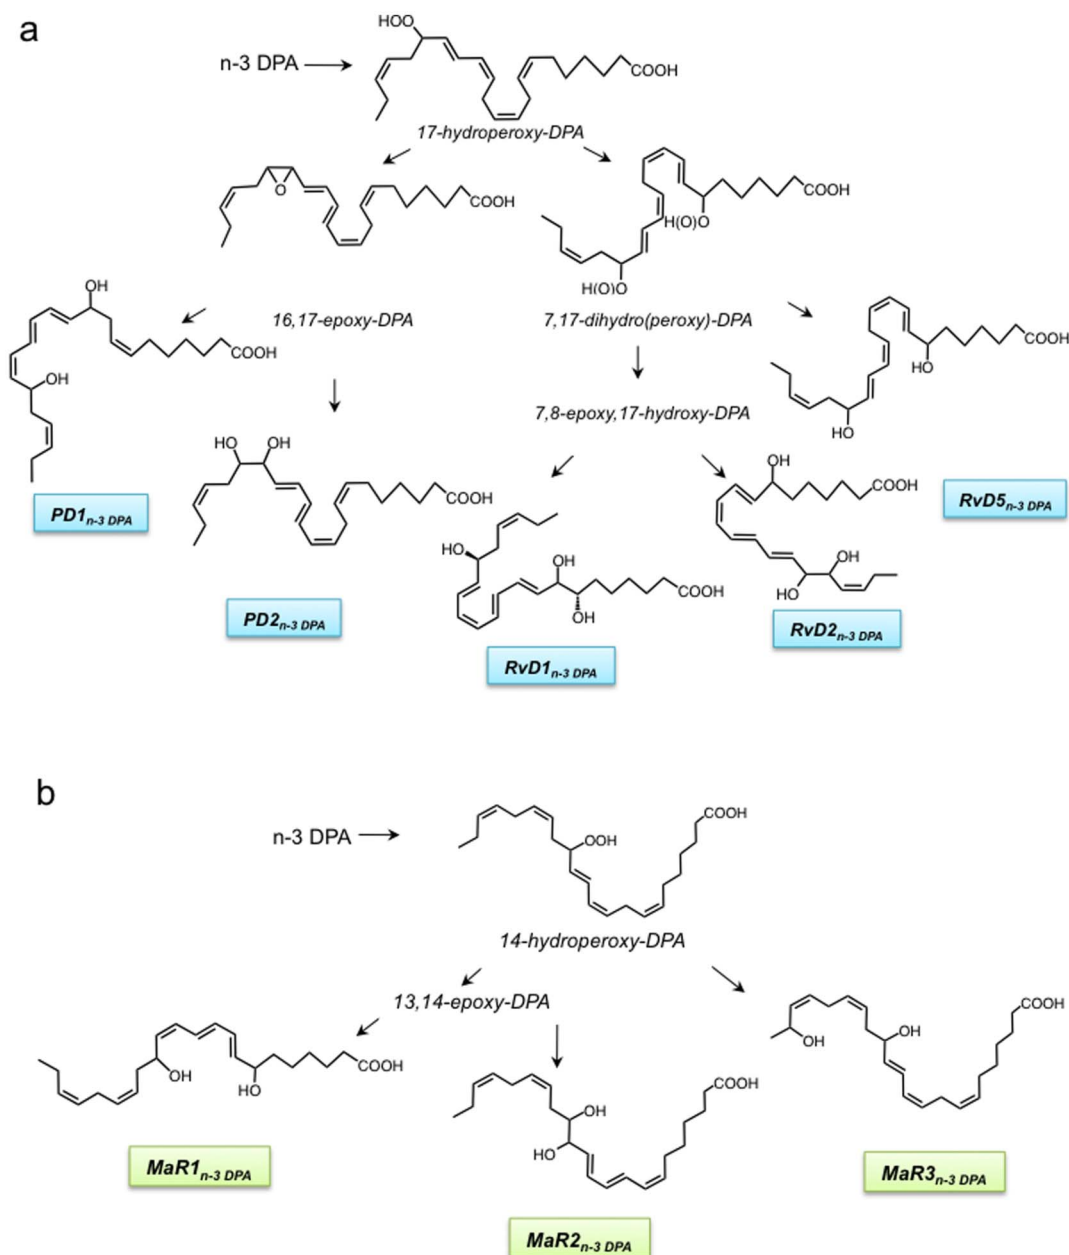 a
HOO
n-3 DPA
COOH
17-hydroperoxy-DPA
O
COOH
COOH
H(O)O
H(O)O
OH
16,17-epoxy-DPA
7,17-dihydro(peroxy)-DPA
COOH
OH
COOH
HO
HO
7,8-epoxy,17-hydroxy-DPA
HO OH
COOH
OH
COOH
PD1n-3 DPA
RvD5n-3 DPA
HO
OH
COOH
OH
OH
HO
PD2n-3 DPA
RvD2n-3 DPA
RvD1n-3 DPA
b
n-3 DPA
COOH
OOH
14-hydroperoxy-DPA
13,14-epoxy-DPA
COOH
OH
HO
COOH
OH
OH
COOH
OH
HO
MaR1n-3 DPA
MaR3n-3 DPA
MaR2n-3 DPA